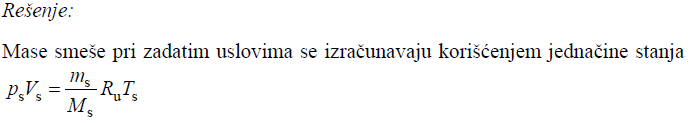 Rešenje:
Mase smeše pri zadatim uslovima se izračunavaju korišćenjem jednačine stanja
pₛVₛ = mₛ/Mₛ RᵤTₛ